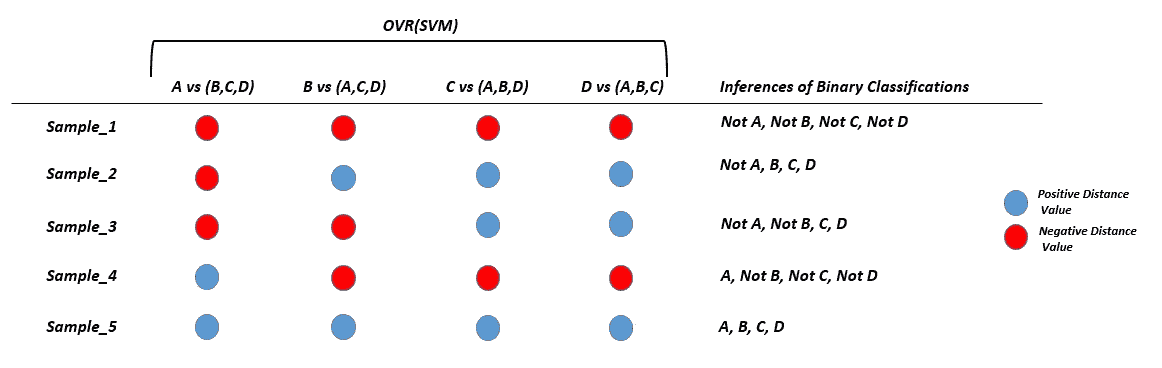 OVR(SVM)
A vs (B,C,D) B vs (A,C,D) C vs (A,B,D) D vs (A,B,C) Inferences of Binary Classifications
Sample_1 Not A, Not B, Not C, Not D
Sample_2 Not A, B, C, D
Positive Distance
Value
Sample_3 Not A, Not B, C, D
Negative Distance
Value
Sample_4 A, Not B, Not C, Not D
Sample_5 A, B, C, D